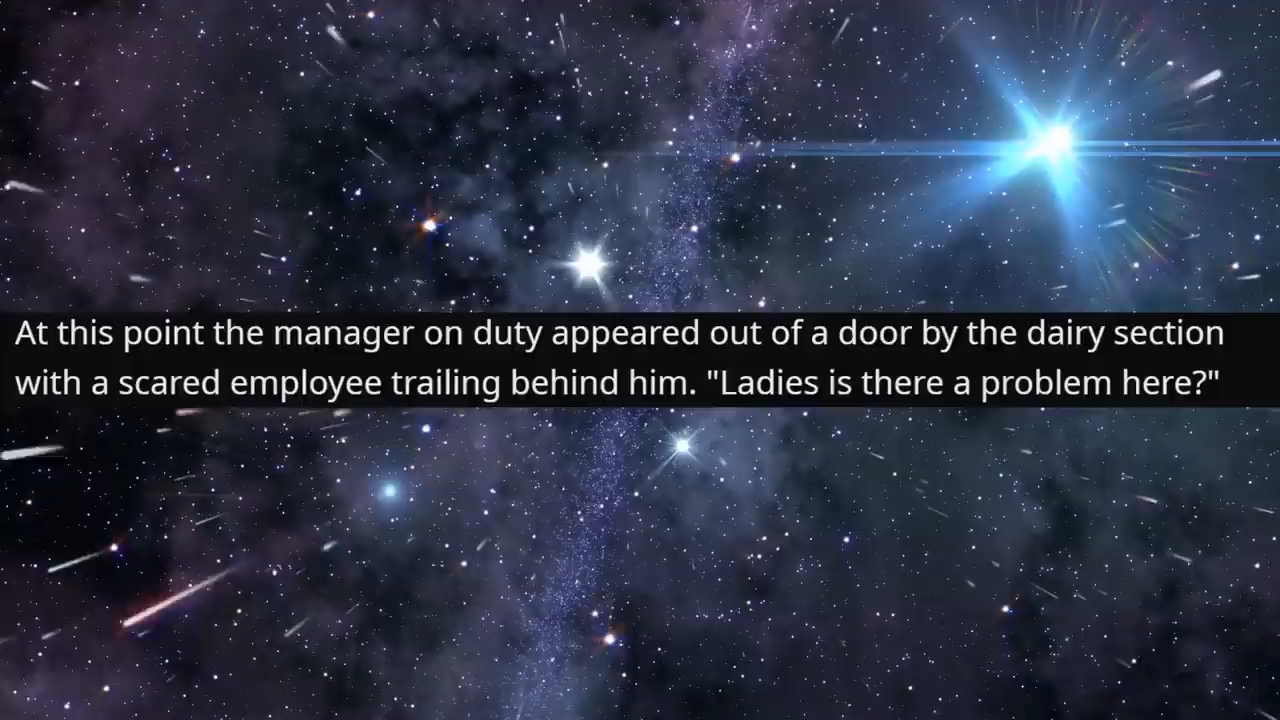 At this point the manager on duty appeared out of a door by the dairy section
with a scared employee trailing behind him. "Ladies is there a problem here?"